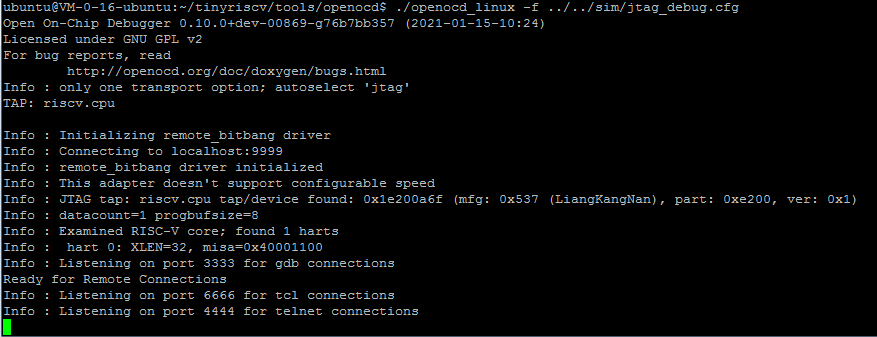 ubuntu@VM-0-16-ubuntu:~/tinyriscv/tools/openocd$ ./openocd_linux -f ../../sim/jtag_debug.cfg
Open On-Chip Debugger 0.10.0+dev-00869-g76b7bb357 (2021-01-15-10:24)
Licensed under GNU GPL v2
For bug reports, read
        http://openocd.org/doc/doxygen/bugs.html
Info : only one transport option; autoselect 'jtag'
TAP: riscv.cpu

Info : Initializing remote_bitbang driver
Info : Connecting to localhost:9999
Info : remote_bitbang driver initialized
Info : This adapter doesn't support configurable speed
Info : JTAG tap: riscv.cpu tap/device found: 0x1e200a6f (mfg: 0x537 (LiangKangNan), part: 0xe200, ver: 0x1)
Info : datacount=1 progbufsize=8
Info : Examined RISC-V core; found 1 harts
Info :  hart 0: XLEN=32, misa=0x40001100
Info : Listening on port 3333 for gdb connections
Ready for Remote Connections
Info : Listening on port 6666 for tcl connections
Info : Listening on port 4444 for telnet connections